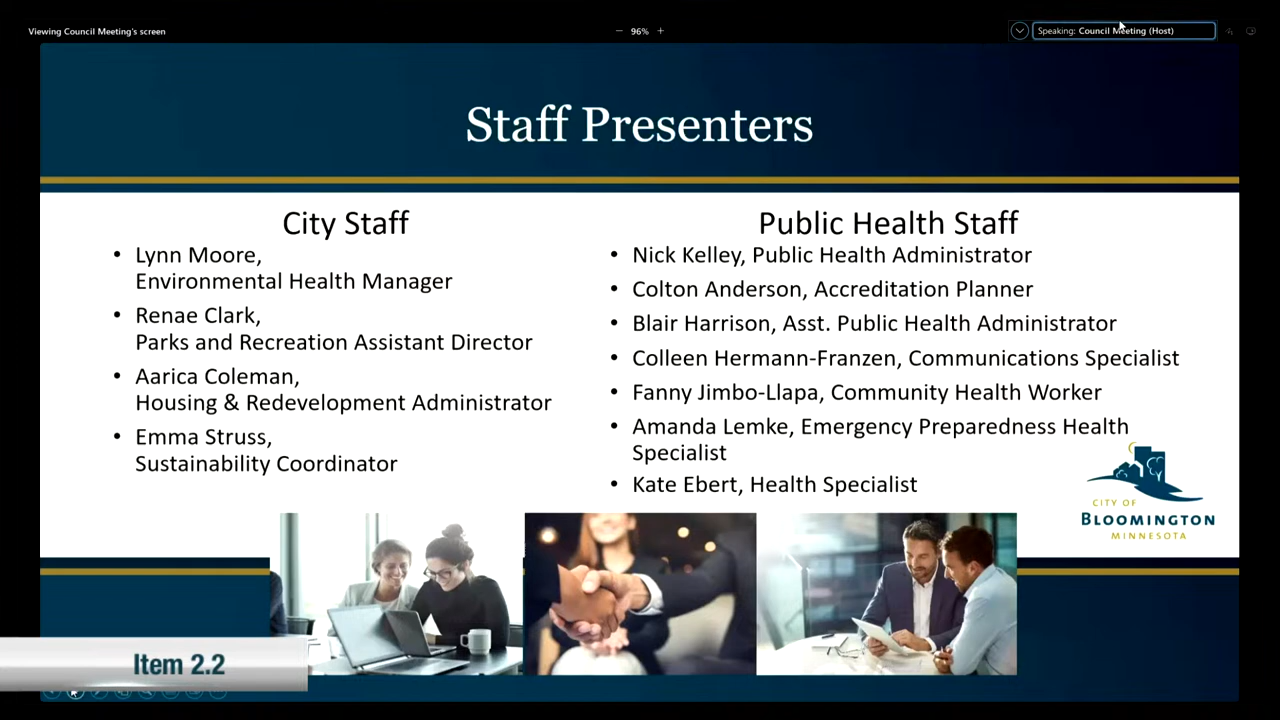 Viewing Council Meeting's screen
96%
Speaking: Council Meeting (Host)
Staff Presenters
City Staff
• Lynn Moore,
Environmental Health Manager
• Renae Clark,
Parks and Recreation Assistant Director
• Aarica Coleman,
Housing & Redevelopment Administrator
• Emma Struss,
Sustainability Coordinator
Public Health Staff
• Nick Kelley, Public Health Administrator
• Colton Anderson, Accreditation Planner
• Blair Harrison, Asst. Public Health Administrator
• Colleen Hermann-Franzen, Communications Specialist
• Fanny Jimbo-Llapa, Community Health Worker
• Amanda Lemke, Emergency Preparedness Health
Specialist
• Kate Ebert, Health Specialist
CITY OF
BLOOMINGTON
MINNESOTA
Item 2.2